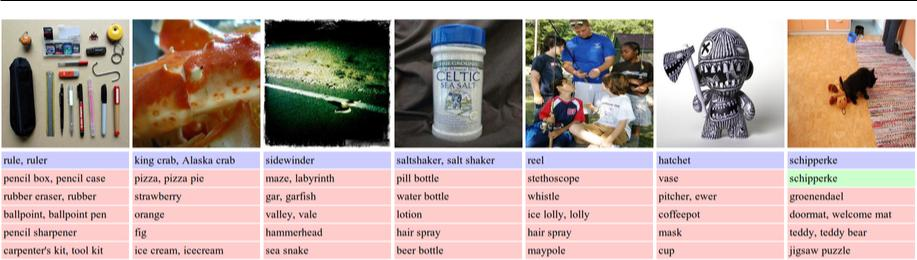 FINE GROUND
CELTIC
SEA SALT
rule, ruler
king crab, Alaska crab
sidewinder
saltshaker, salt shaker
reel
hatchet
schipperke
pencil box, pencil case
pizza, pizza pie
maze, labyrinth
pill bottle
stethoscope
vase
schipperke
rubber eraser, rubber
strawberry
gar, garfish
water bottle
whistle
pitcher, ewer
groenendael
ballpoint, ballpoint pen
orange
valley, vale
lotion
ice lolly, lolly
coffeepot
doormat, welcome mat
pencil sharpener
fig
hammerhead
hair spray
hair spray
mask
teddy, teddy bear
carpenter's kit, tool kit
ice cream, icecream
sea snake
beer bottle
maypole
cup
jigsaw puzzle